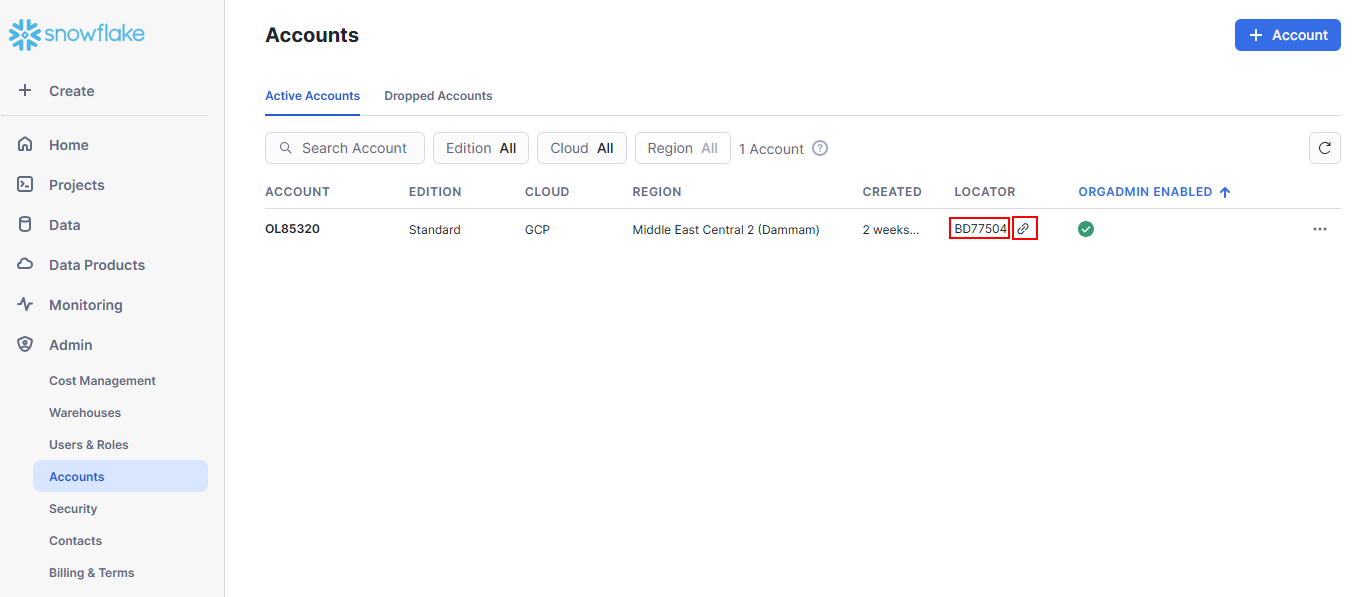 snowflake
Create
Home
Projects
Data
Data Products
Monitoring
Admin
Cost Management
Warehouses
Users & Roles
Accounts
Security
Contacts
Billing & Terms
Accounts
+ Account
Active Accounts Dropped Accounts
Search Account Edition All Cloud All Region All 1 Account ?
ACCOUNT EDITION CLOUD REGION CREATED LOCATOR ORGADMIN ENABLED ↑
OL85320 Standard GCP Middle East Central 2 (Dammam) 2 weeks... BD77504